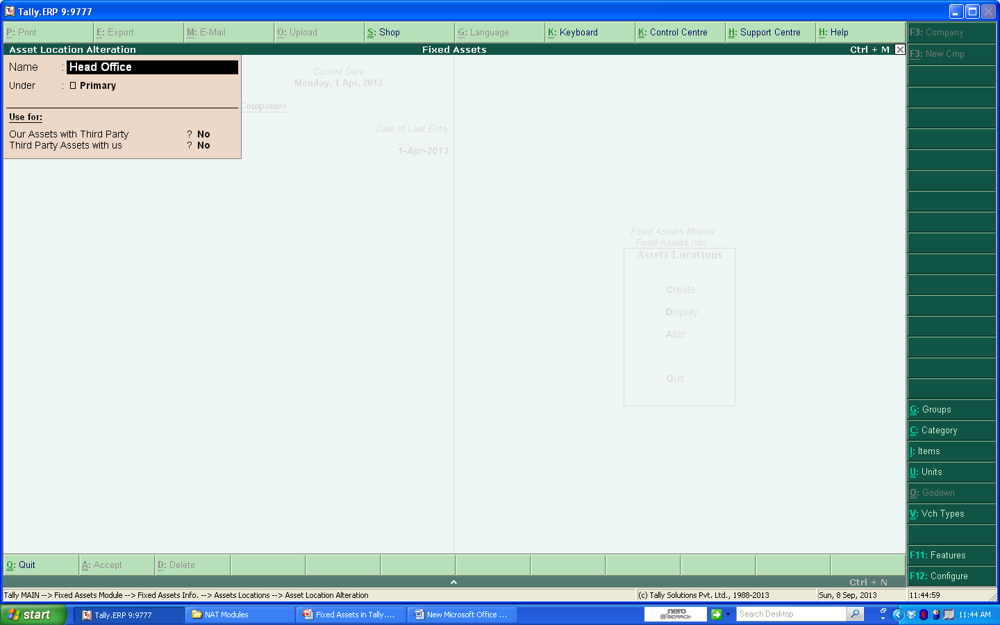 Tally.ERP 9:9777
P: Print
E: Export
M: E-Mail
O: Upload
S: Shop
G: Language
K: Keyboard
K: Control Centre
H: Support Centre
H: Help
F3: Company
F3: New Cmp
Asset Location Alteration
Fixed Assets
Ctrl + M
Name : Head Office
Under : Primary
Use for:
Our Assets with Third Party ? No
Third Party Assets with us ? No
Current Date
Monday, 1 Apr, 2013
Companies
Date of Last Entry
1-Apr-2013
Fixed Assets Module ....
Fixed Assets Info. .....
Assets Locations
Create
Display
Alter
Quit
G: Groups
C: Category
I: Items
U: Units
O: Godown
V: Vch Types
F11: Features
F12: Configure
Q: Quit
A: Accept
D: Delete
Ctrl + N
Tally MAIN --> Fixed Assets Module --> Fixed Assets Info. --> Assets Locations --> Asset Location Alteration
(c) Tally Solutions Pvt. Ltd., 1988-2013
Sun, 8 Sep, 2013
11:44:59
start
Tally.ERP 9:9777
NAT Modules
Fixed Assets in Tally....
New Microsoft Office ...
nero
SEARCH
Search Desktop
11:44 AM